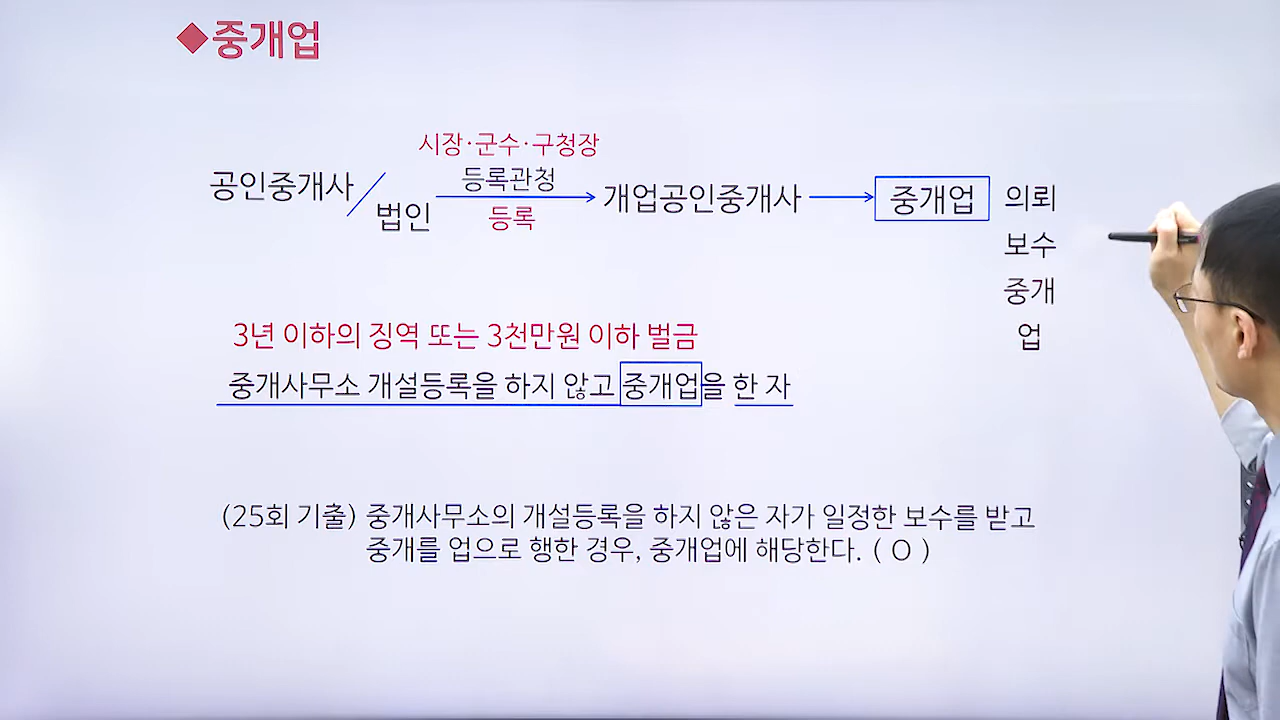 ◆중개업
시장·군수·구청장
공인중개사/법인 등록관청 개업공인중개사 중개업 의뢰
등록
보수
중개
업
3년 이하의 징역 또는 3천만원 이하 벌금
중개사무소 개설등록을 하지 않고 중개업을 한 자
(25회 기출) 중개사무소의 개설등록을 하지 않은 자가 일정한 보수를 받고
중개를 업으로 행한 경우, 중개업에 해당한다. ( O )